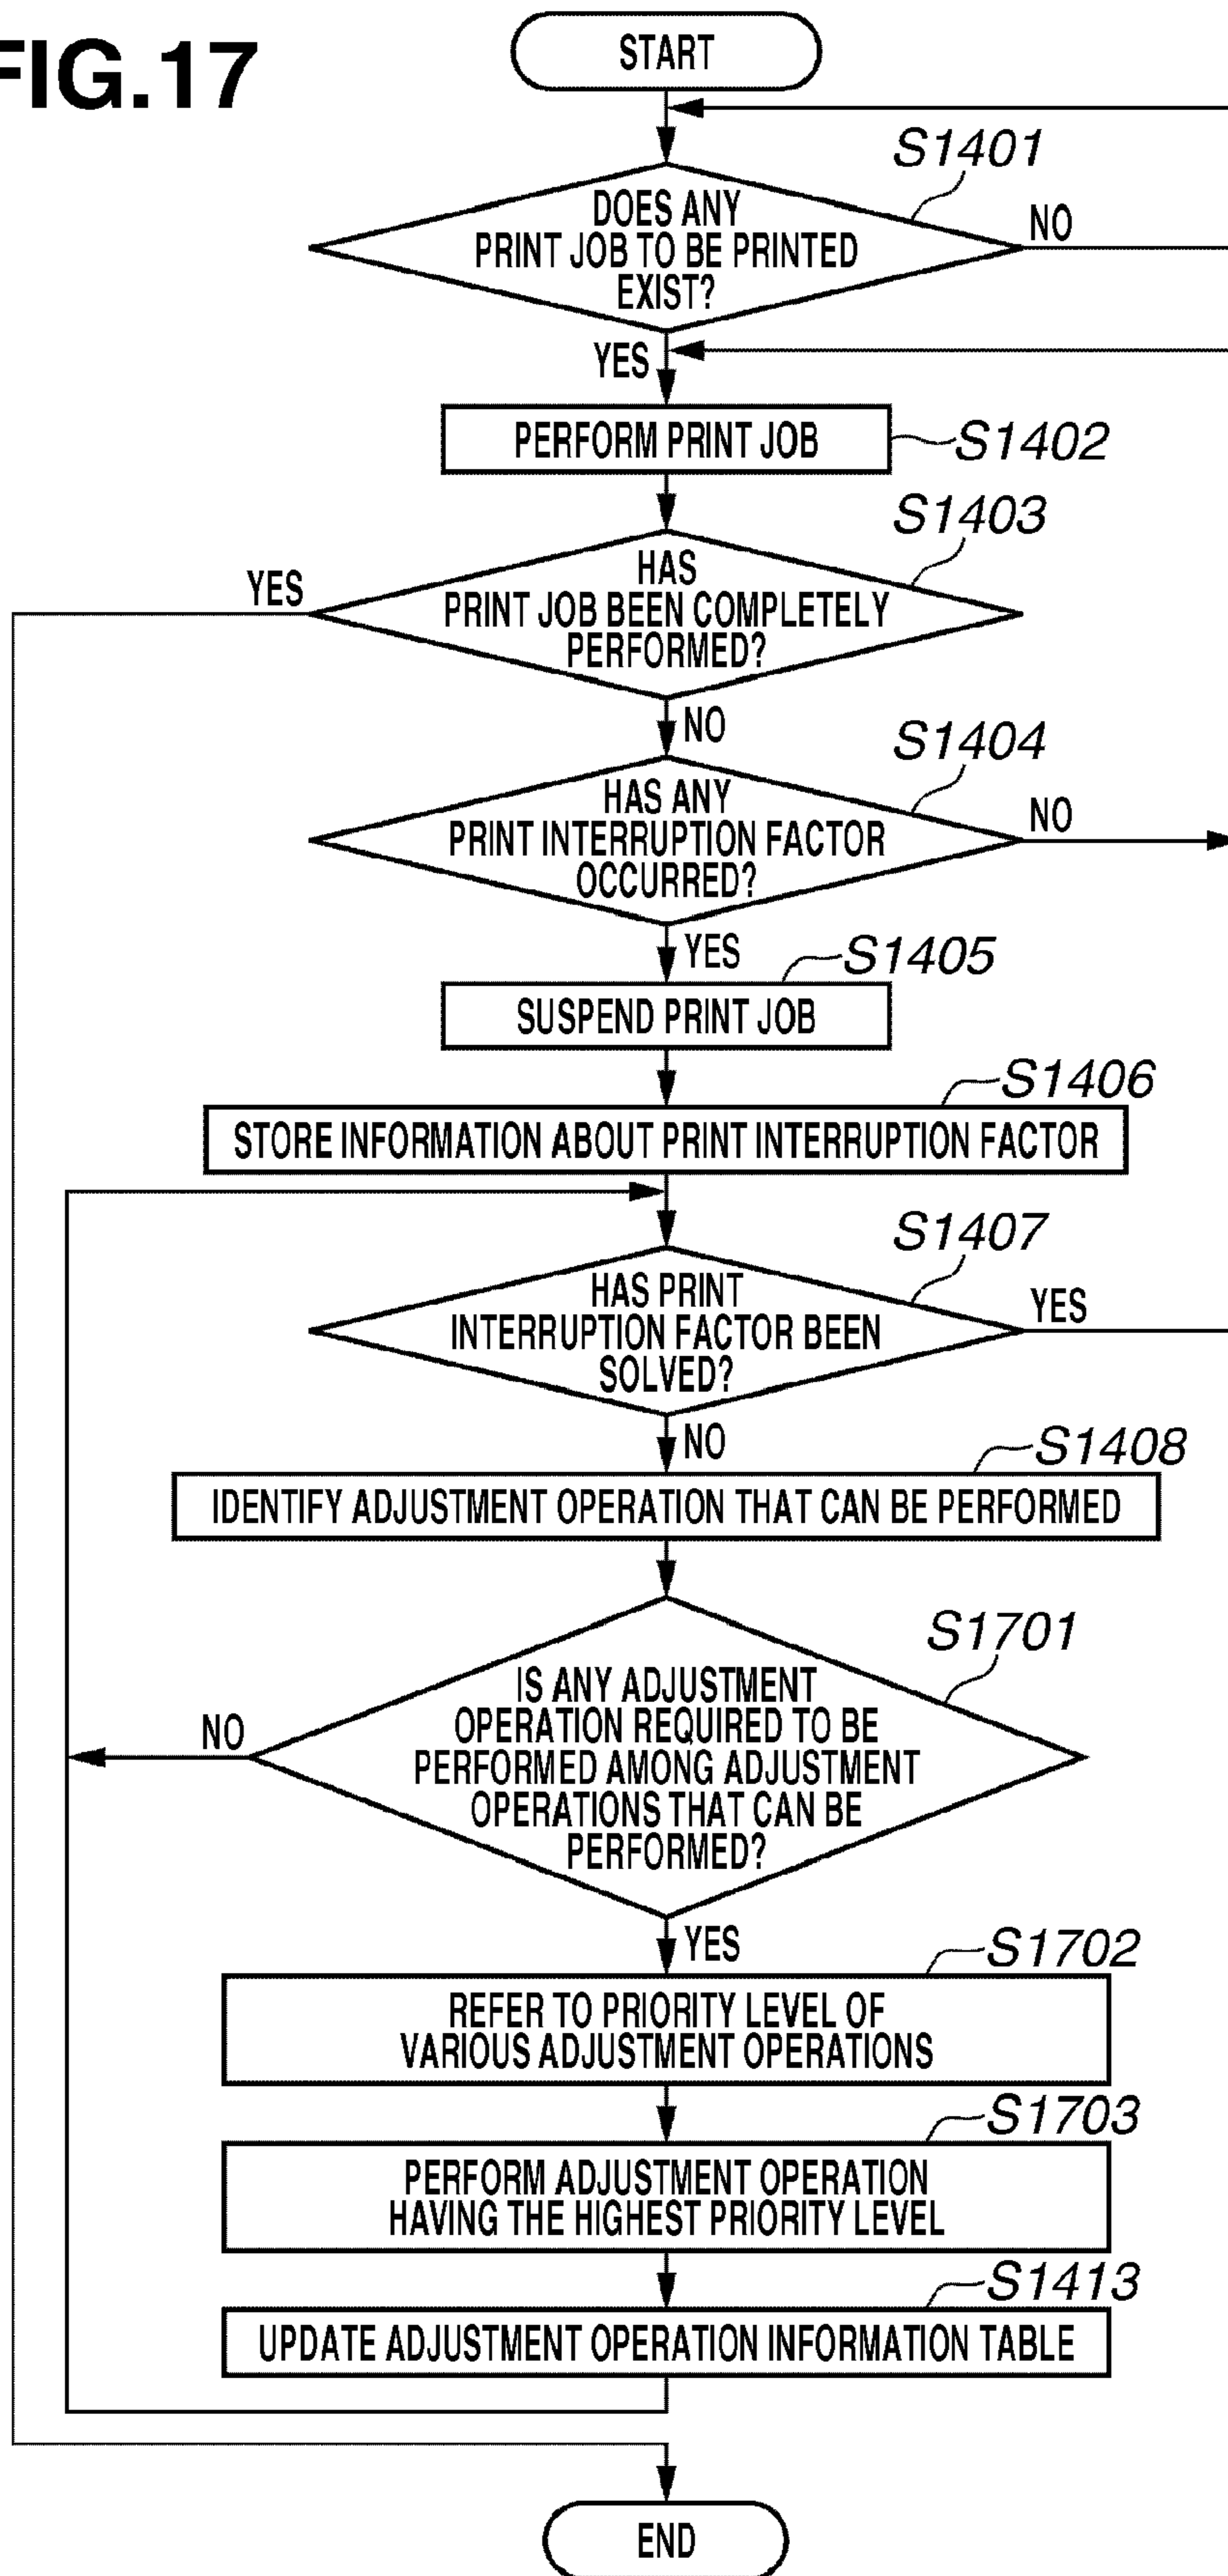 FIG.17
START
S1401
DOES ANY
PRINT JOB TO BE PRINTED
EXIST?
NO
YES
PERFORM PRINT JOB
S1402
S1403
HAS
PRINT JOB BEEN COMPLETELY
PERFORMED?
YES
NO
S1404
HAS ANY
PRINT INTERRUPTION FACTOR
OCCURRED?
NO
YES
S1405
SUSPEND PRINT JOB
S1406
STORE INFORMATION ABOUT PRINT INTERRUPTION FACTOR
S1407
HAS PRINT
INTERRUPTION FACTOR BEEN
SOLVED?
YES
NO
S1408
IDENTIFY ADJUSTMENT OPERATION THAT CAN BE PERFORMED
S1701
IS ANY ADJUSTMENT
OPERATION REQUIRED TO BE
PERFORMED AMONG ADJUSTMENT
OPERATIONS THAT CAN BE
PERFORMED?
NO
YES
S1702
REFER TO PRIORITY LEVEL OF
VARIOUS ADJUSTMENT OPERATIONS
S1703
PERFORM ADJUSTMENT OPERATION
HAVING THE HIGHEST PRIORITY LEVEL
S1413
UPDATE ADJUSTMENT OPERATION INFORMATION TABLE
END